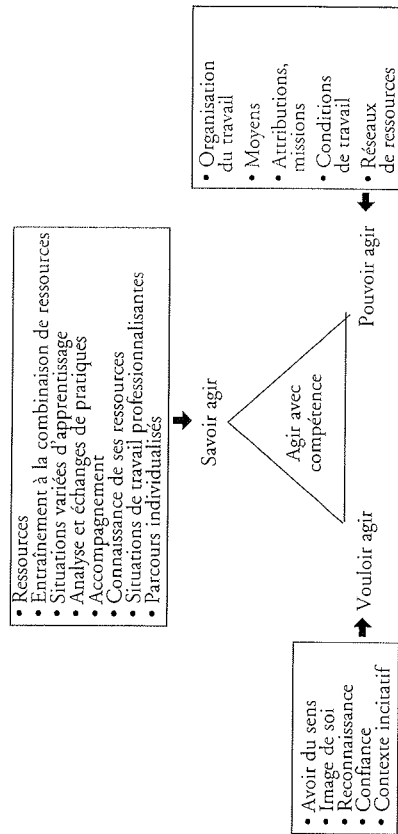 • Ressources
• Entraînement à la combinaison de ressources
• Situations variées d'apprentissage
• Analyse et échanges de pratiques
• Accompagnement
• Connaissance de ses ressources
• Situations de travail professionnalisantes
• Parcours individualisés
Savoir agir
Agir avec
compétence
• Avoir du sens
• Image de soi
• Reconnaissance
• Confiance
• Contexte incitatif
Vouloir agir
Pouvoir agir
• Organisation
du travail
• Moyens
• Attributions,
missions
• Conditions
de travail
• Réseaux
de ressources